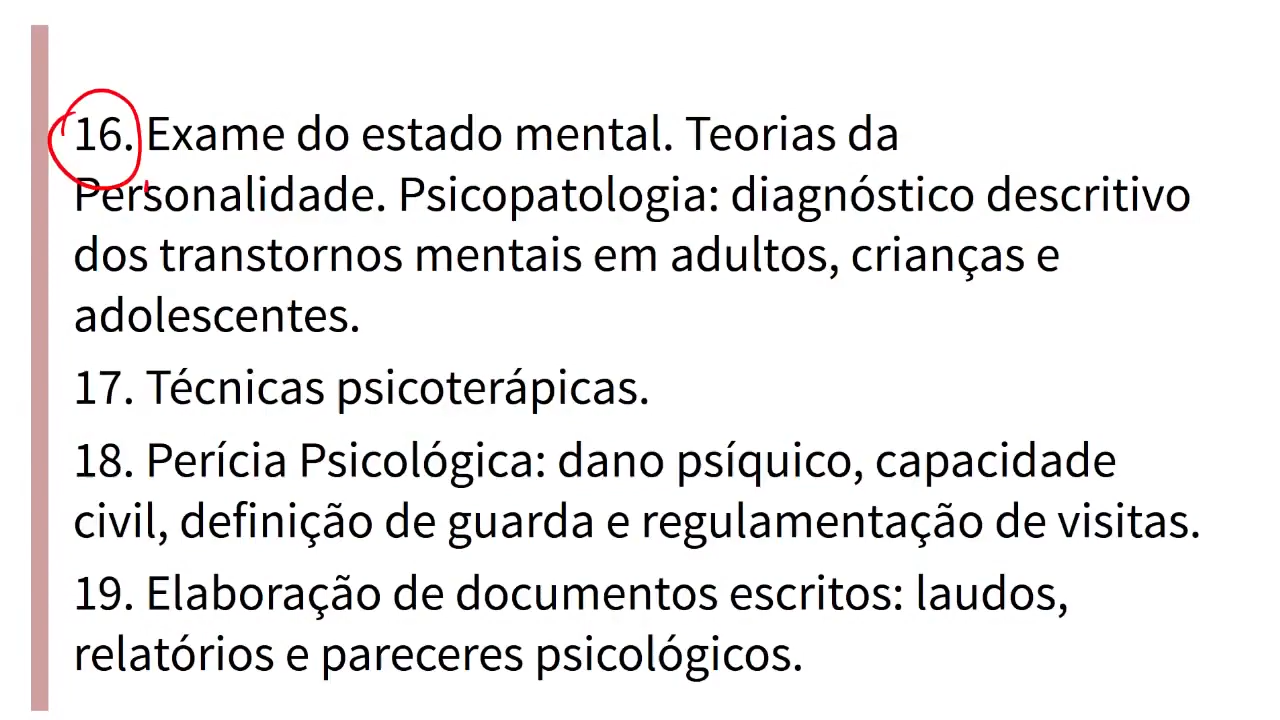 16. Exame do estado mental. Teorias da
Personalidade. Psicopatologia: diagnóstico descritivo
dos transtornos mentais em adultos, crianças e
adolescentes.
17. Técnicas psicoterápicas.
18. Perícia Psicológica: dano psíquico, capacidade
civil, definição de guarda e regulamentação de visitas.
19. Elaboração de documentos escritos: laudos,
relatórios e pareceres psicológicos.